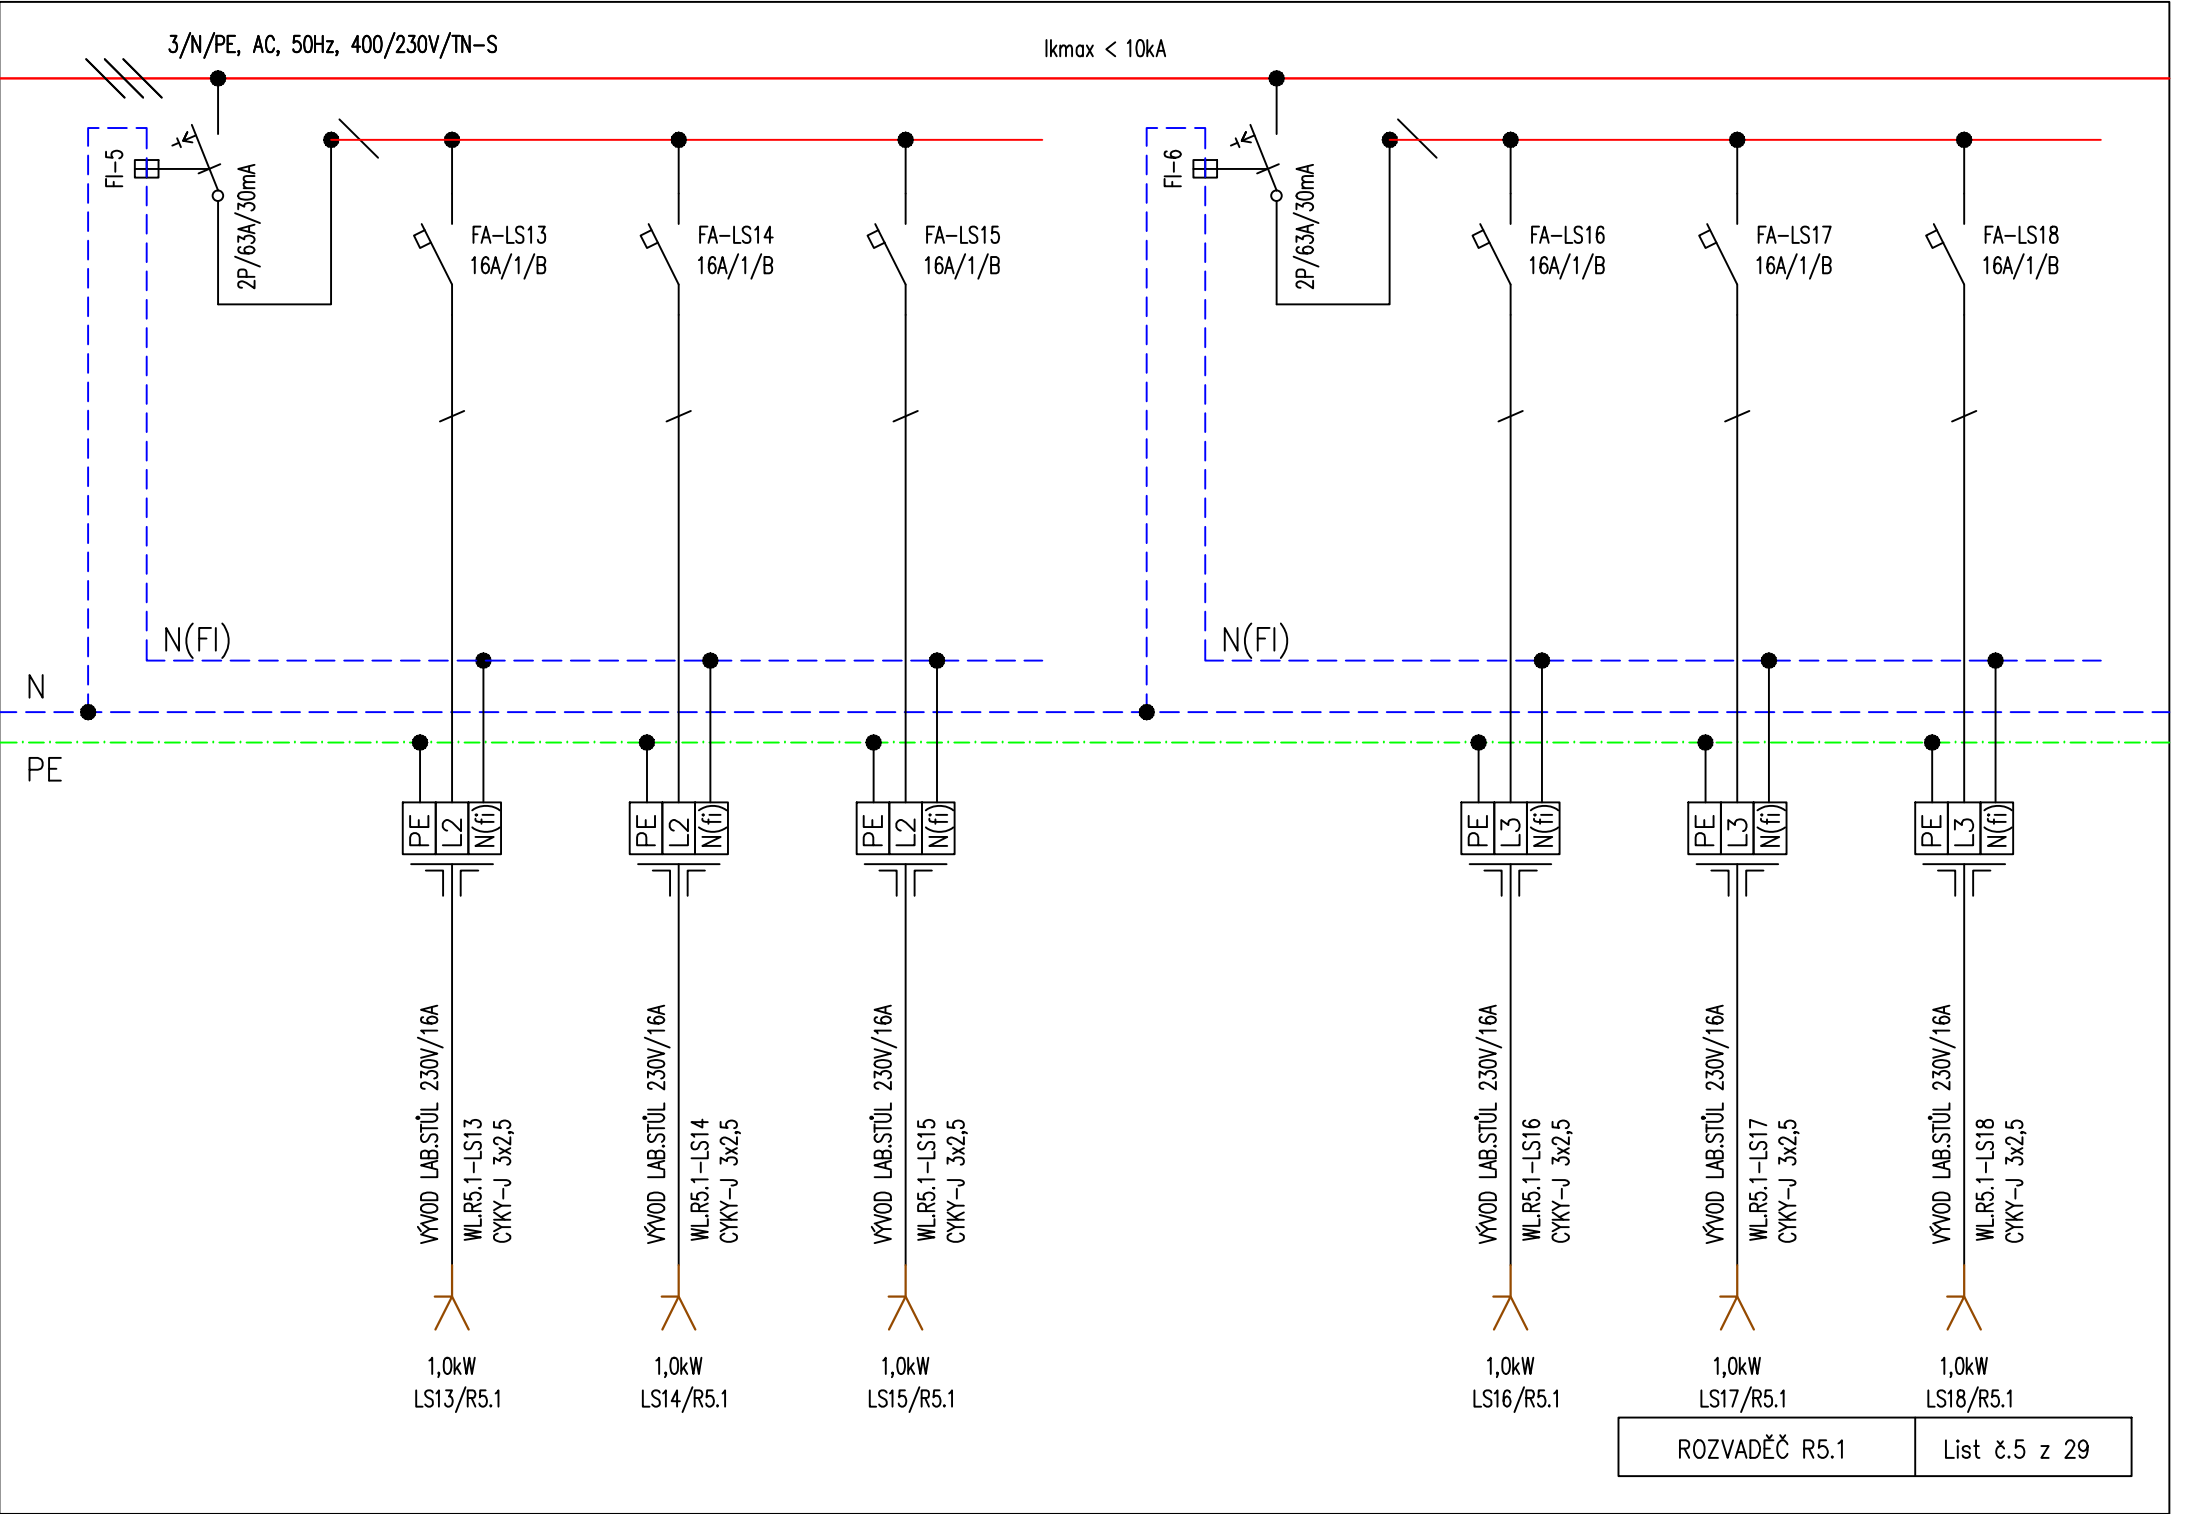 3/N/PE, AC, 50Hz, 400/230V/TN-S
Ikmax < 10kA
FI-5
2P/63A/30mA
FA-LS13
16A/1/B
FA-LS14
16A/1/B
FA-LS15
16A/1/B
FI-6
2P/63A/30mA
FA-LS16
16A/1/B
FA-LS17
16A/1/B
FA-LS18
16A/1/B
N(FI)
N(FI)
N
PE
PE
L2
N(fi)
PE
L2
N(fi)
PE
L2
N(fi)
PE
L3
N(fi)
PE
L3
N(fi)
PE
L3
N(fi)
VÝVOD LAB.STŮL 230V/16A
WL.R5.1-LS13
CYKY-J 3x2,5
VÝVOD LAB.STŮL 230V/16A
WL.R5.1-LS14
CYKY-J 3x2,5
VÝVOD LAB.STŮL 230V/16A
WL.R5.1-LS15
CYKY-J 3x2,5
VÝVOD LAB.STŮL 230V/16A
WL.R5.1-LS16
CYKY-J 3x2,5
VÝVOD LAB.STŮL 230V/16A
WL.R5.1-LS17
CYKY-J 3x2,5
VÝVOD LAB.STŮL 230V/16A
WL.R5.1-LS18
CYKY-J 3x2,5
1,0kW
LS13/R5.1
1,0kW
LS14/R5.1
1,0kW
LS15/R5.1
1,0kW
LS16/R5.1
1,0kW
LS17/R5.1
1,0kW
LS18/R5.1
ROZVADĚČ R5.1
List č.5 z 29